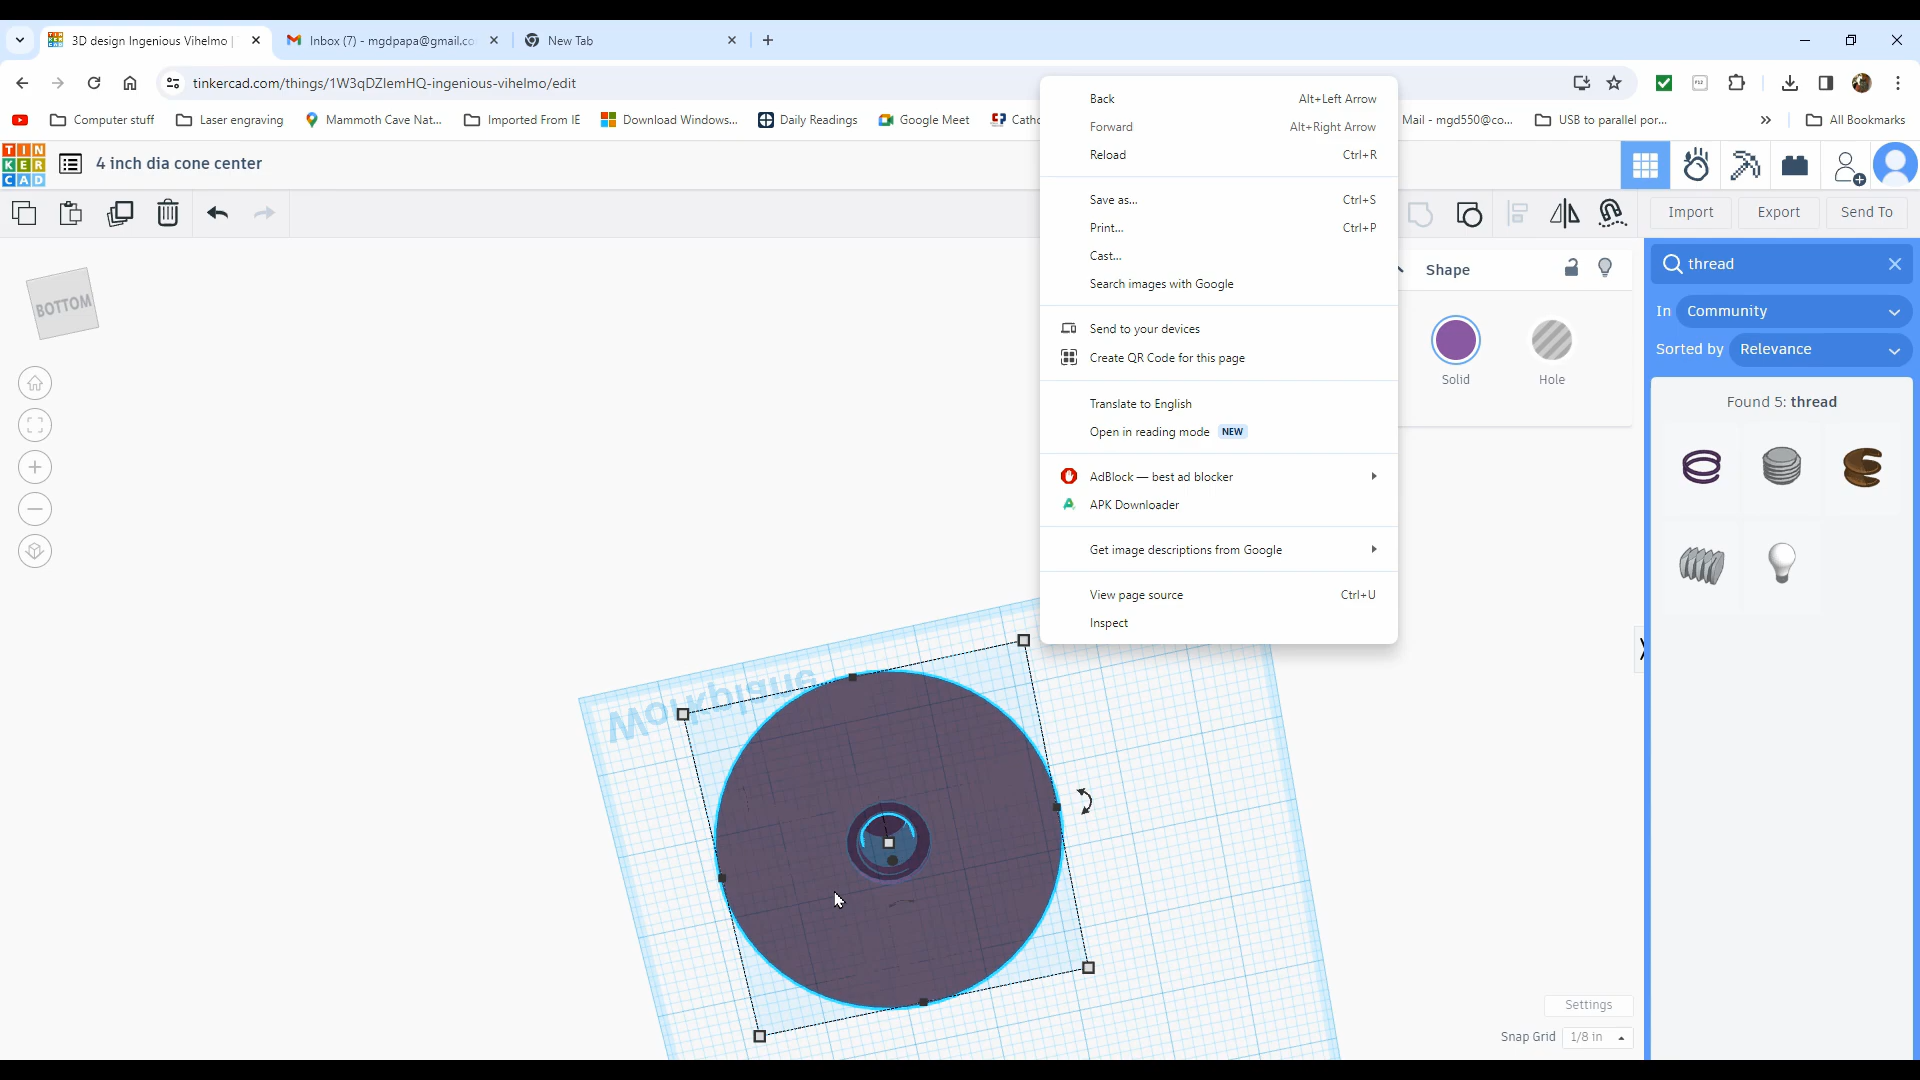 3D design Ingenious Vihelmo |
Inbox (7) - mgdpapa@gmail.co
New Tab
tinkercad.com/things/1W3qDZlemHQ-ingenious-vihelmo/edit
Computer stuff
Laser engraving
Mammoth Cave Nat...
Imported From IE
Download Windows...
Daily Readings
Google Meet
Cath
Mail - mgd550@co...
USB to parallel por...
»
All Bookmarks
TIN
KER
CAD
4 inch dia cone center
Import
Export
Send To
BOTTOM
Back Alt+Left Arrow
Forward Alt+Right Arrow
Reload Ctrl+R
Save as... Ctrl+S
Print... Ctrl+P
Cast...
Search images with Google
Send to your devices
Create QR Code for this page
Translate to English
Open in reading mode NEW
AdBlock — best ad blocker
APK Downloader
Get image descriptions from Google
View page source Ctrl+U
Inspect
Shape
Solid
Hole
thread
In Community
Sorted by Relevance
Found 5: thread
Workplane
Settings
Snap Grid 1/8 in